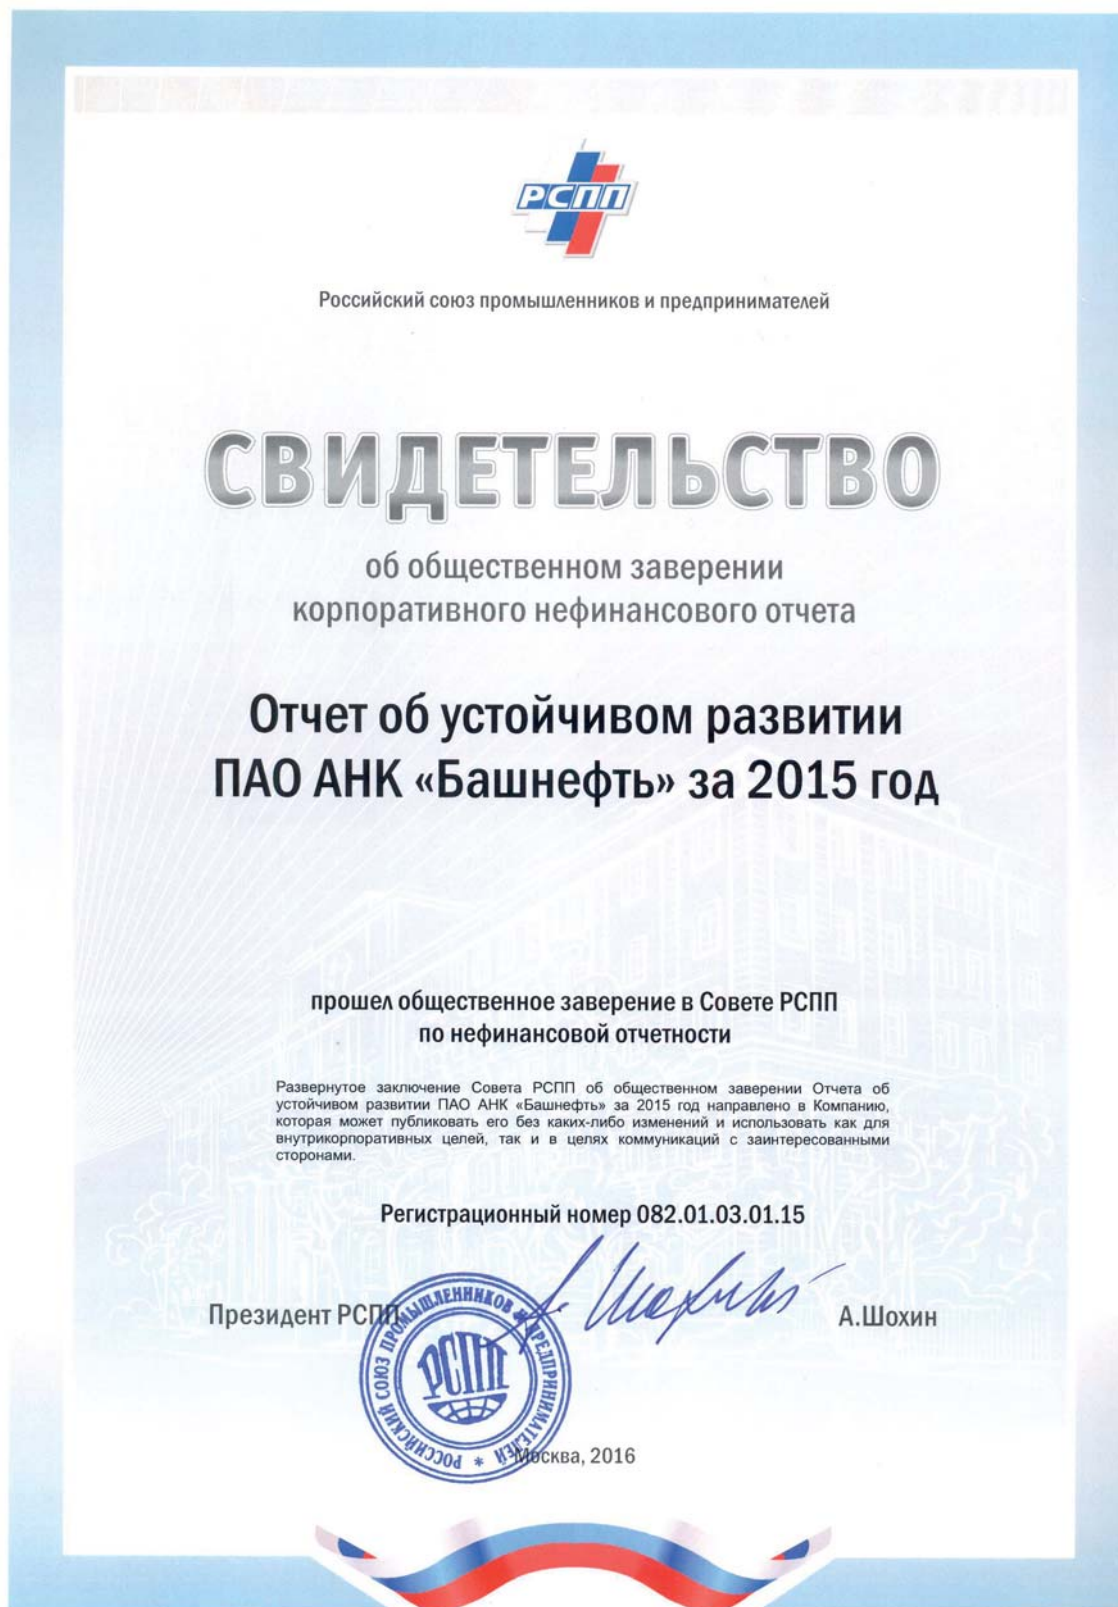 РСПП
Российский союз промышленников и предпринимателей
СВИДЕТЕЛЬСТВО
об общественном заверении
корпоративного нефинансового отчета
Отчет об устойчивом развитии
ПАО АНК «Башнефть» за 2015 год
прошел общественное заверение в Совете РСПП
по нефинансовой отчетности
Развернутое заключение Совета РСПП об общественном заверении Отчета об
устойчивом развитии ПАО АНК «Башнефть» за 2015 год направлено в Компанию,
которая может публиковать его без каких-либо изменений и использовать как для
внутрикорпоративных целей, так и в целях коммуникаций с заинтересованными
сторонами.
Регистрационный номер 082.01.03.01.15
Президент РСПП
А.Шохин
РОССИЙСКИЙ СОЮЗ ПРОМЫШЛЕННИКОВ И ПРЕДПРИНИМАТЕЛЕЙ *
РСПП
Москва, 2016